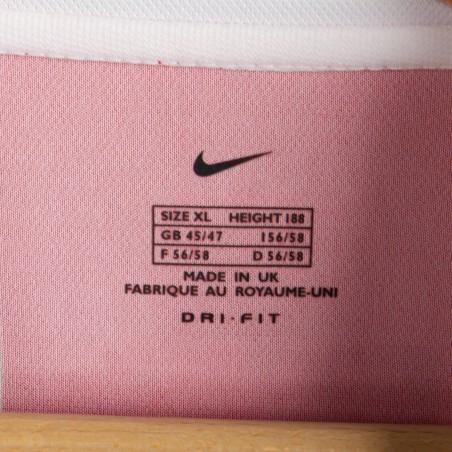 SIZE XL HEIGHT 188
GB 45/47 156/58
F 56/58 D 56/58
MADE IN UK
FABRIQUE AU ROYAUME-UNI
DRI·FIT